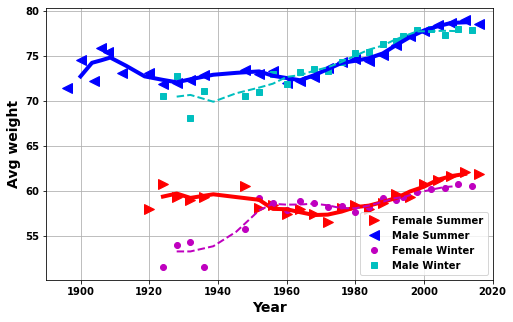 80
75
70
65
60
55
Avg weight
1900
1920
1940
1960
1980
2000
2020
Year
Female Summer
Male Summer
Female Winter
Male Winter